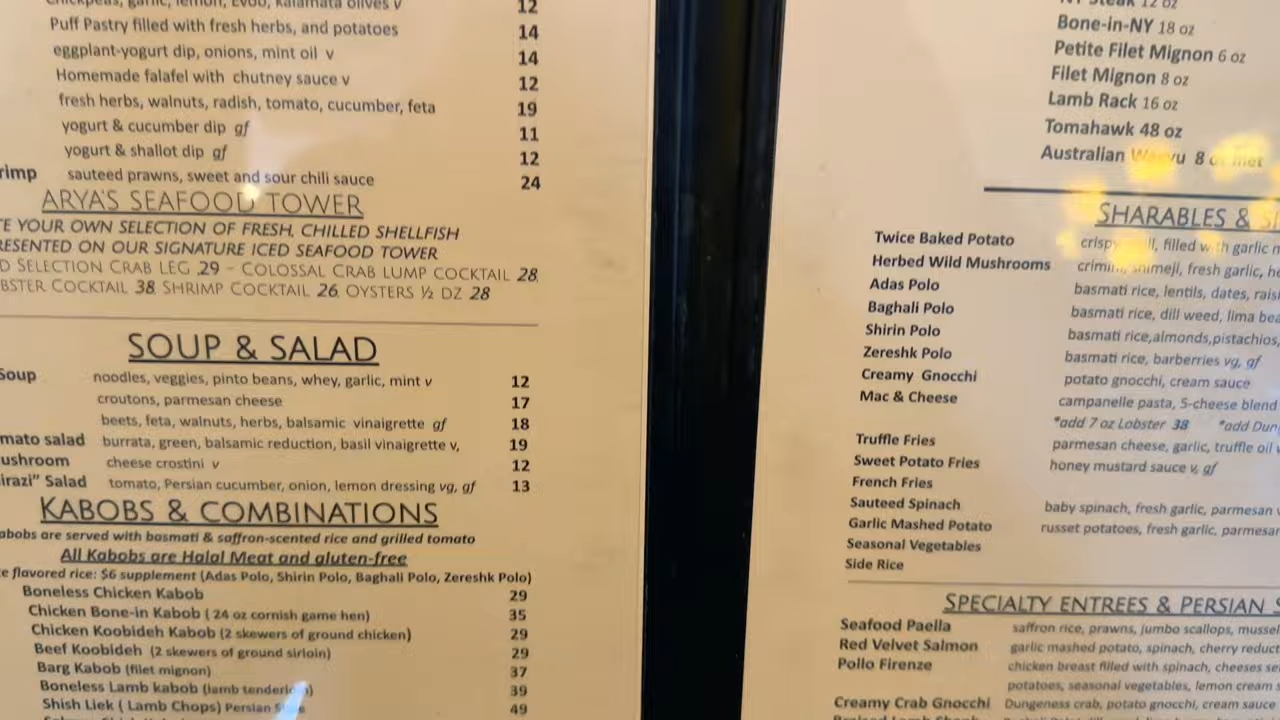 Chickpeas, garlic, lemon, Evoo, kalamata olives v 12
Puff Pastry filled with fresh herbs, and potatoes 14
eggplant-yogurt dip, onions, mint oil v 14
Homemade falafel with chutney sauce v 12
fresh herbs, walnuts, radish, tomato, cucumber, feta 19
yogurt & cucumber dip gf 11
yogurt & shallot dip gf 12
rimp sauteed prawns, sweet and sour chili sauce 24
ARYA'S SEAFOOD TOWER
TE YOUR OWN SELECTION OF FRESH, CHILLED SHELLFISH
RESENTED ON OUR SIGNATURE ICED SEAFOOD TOWER
D SELECTION CRAB LEG ,29 – COLOSSAL CRAB LUMP COCKTAIL 28,
BSTER COCKTAIL 38, SHRIMP COCKTAIL 26, OYSTERS ½ DZ 28
SOUP & SALAD
Soup noodles, veggies, pinto beans, whey, garlic, mint v 12
croutons, parmesan cheese 17
beets, feta, walnuts, herbs, balsamic vinaigrette gf 18
mato salad burrata, green, balsamic reduction, basil vinaigrette v, 19
ushroom cheese crostini v 12
irazi” Salad tomato, Persian cucumber, onion, lemon dressing vg, gf 13
KABOBS & COMBINATIONS
abobs are served with basmati & saffron-scented rice and grilled tomato
All Kabobs are Halal Meat and gluten-free
e flavored rice: $6 supplement (Adas Polo, Shirin Polo, Baghali Polo, Zereshk Polo)
Boneless Chicken Kabob 29
Chicken Bone-in Kabob ( 24 oz cornish game hen) 35
Chicken Koobideh Kabob (2 skewers of ground chicken) 29
Beef Koobideh (2 skewers of ground sirloin) 29
Barg Kabob (filet mignon) 37
Boneless Lamb kabob (lamb tenderloin) 39
Shish Liek ( Lamb Chops) Persian 49
NY Steak 12 oz
Bone-in-NY 18 oz
Petite Filet Mignon 6 oz
Filet Mignon 8 oz
Lamb Rack 16 oz
Tomahawk 48 oz
Australian Wagyu 8
SHARABLES & S
Twice Baked Potato crispy filled with garlic
Herbed Wild Mushrooms crimini, shimeji, fresh garlic, he
Adas Polo basmati rice, lentils, dates, rais
Baghali Polo basmati rice, dill weed, lima bea
Shirin Polo basmati rice,almonds,pistachios,
Zereshk Polo basmati rice, barberries vg, gf
Creamy Gnocchi potato gnocchi, cream sauce
Mac & Cheese campanelle pasta, 5-cheese blend
*add 7 oz Lobster 38 *add Dun
Truffle Fries parmesan cheese, garlic, truffle oil v
Sweet Potato Fries honey mustard sauce v, gf
French Fries
Sauteed Spinach baby spinach, fresh garlic, parmesan v
Garlic Mashed Potato russet potatoes, fresh garlic, parmesan
Seasonal Vegetables
Side Rice
SPECIALTY ENTREES & PERSIAN S
Seafood Paella saffron rice, prawns, jumbo scallops, mussel
Red Velvet Salmon garlic mashed potato, spinach, cherry reduct
Pollo Firenze chicken breast filled with spinach, cheeses se
potatoes, seasonal vegetables, lemon cream s
Creamy Crab Gnocchi Dungeness crab, potato gnocchi, cream sauce